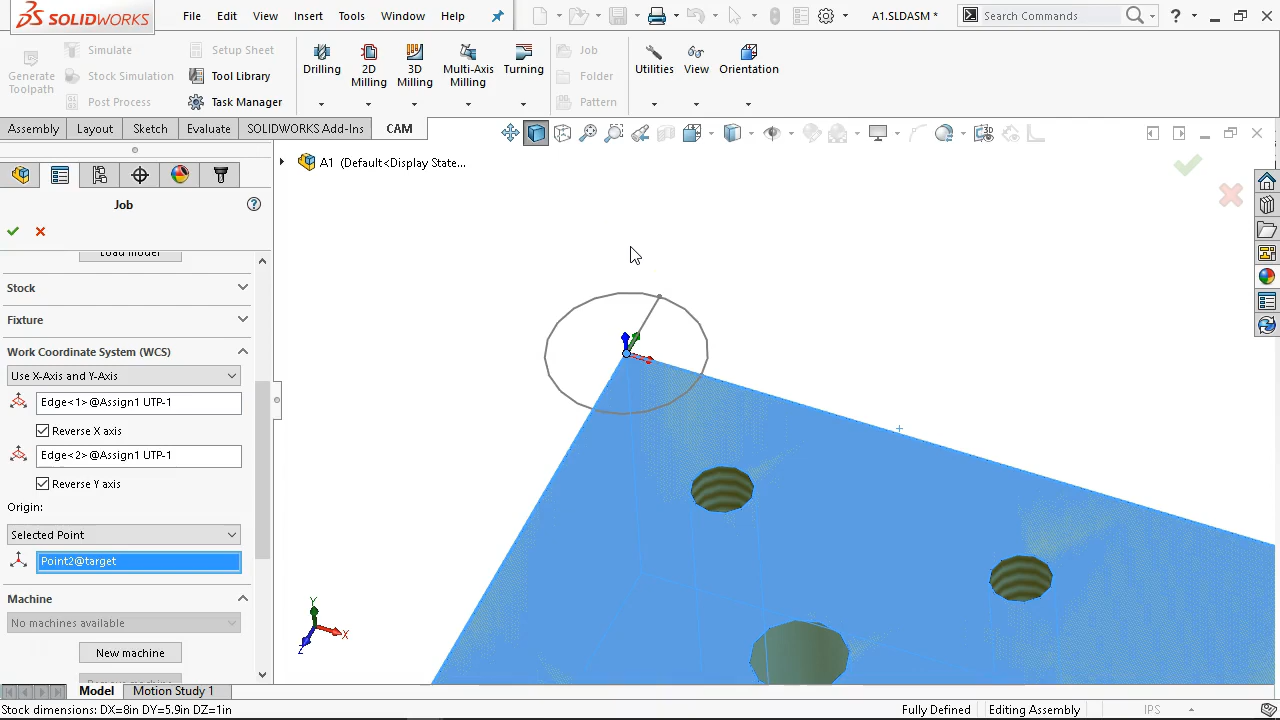 SOLIDWORKS File Edit View Insert Tools Window Help A1.SLDASM * Search Commands ?
Generate Toolpath
Simulate
Stock Simulation
Post Process
Setup Sheet
Tool Library
Task Manager
Drilling
2D Milling
3D Milling
Multi-Axis Milling
Turning
Job
Folder
Pattern
Utilities
View
Orientation
Assembly Layout Sketch Evaluate SOLIDWORKS Add-Ins CAM
A1 (Default<Display State...
Job
Load model
Stock
Fixture
Work Coordinate System (WCS)
Use X-Axis and Y-Axis
Edge<1>@Assign1 UTP-1
Reverse X axis
Edge<2>@Assign1 UTP-1
Reverse Y axis
Origin:
Selected Point
Point2@target
Machine
No machines available
New machine
Remove machine
Y
X
Z
Model Motion Study 1
Stock dimensions: DX=8in DY=5.9in DZ=1in Fully Defined Editing Assembly IPS